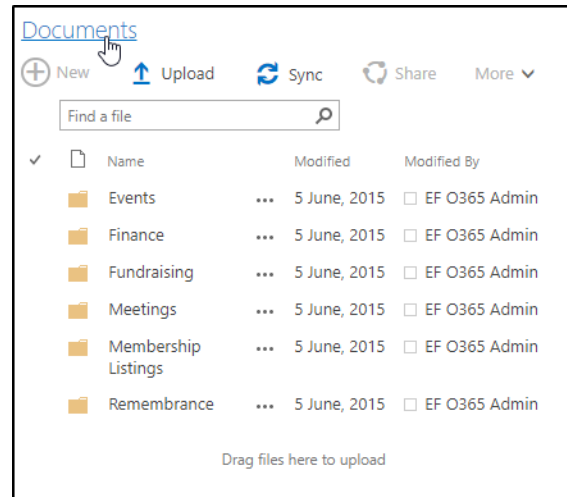 Documents
New Upload Sync Share More
Find a file
Name Modified Modified By
Events ... 5 June, 2015 EF O365 Admin
Finance ... 5 June, 2015 EF O365 Admin
Fundraising ... 5 June, 2015 EF O365 Admin
Meetings ... 5 June, 2015 EF O365 Admin
Membership ... 5 June, 2015 EF O365 Admin
Listings
Remembrance ... 5 June, 2015 EF O365 Admin
Drag files here to upload